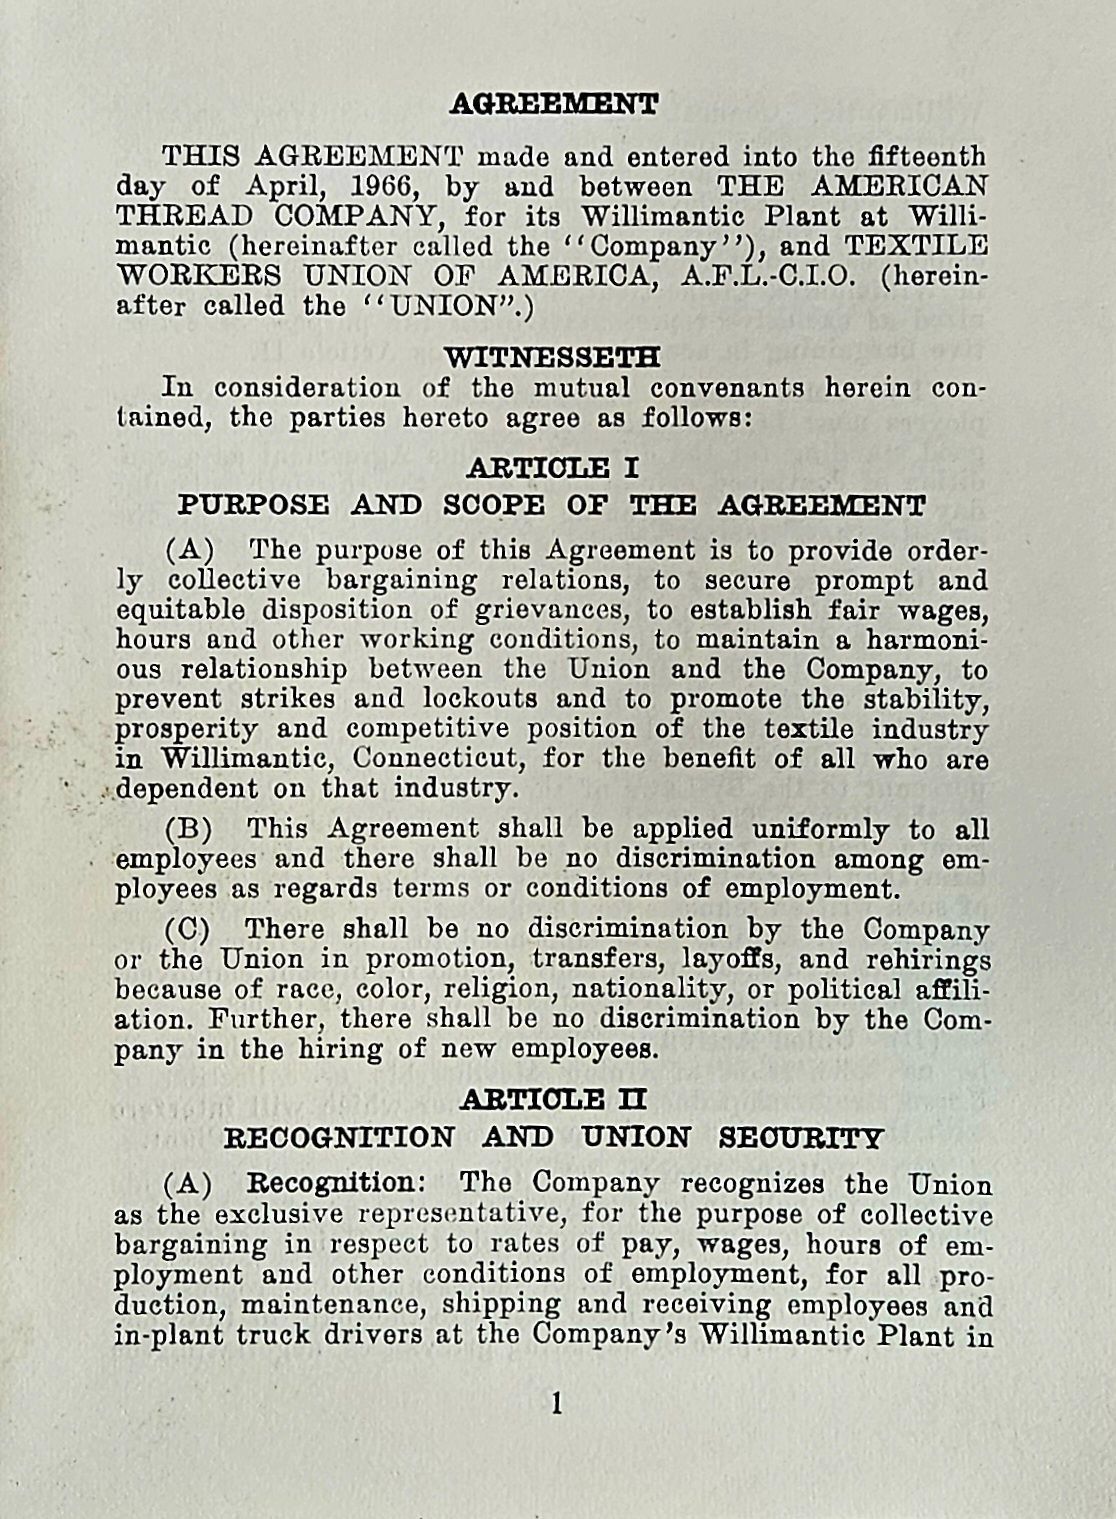 AGREEMENT
THIS AGREEMENT made and entered into the fifteenth
day of April, 1966, by and between THE AMERICAN
THREAD COMPANY, for its Willimantic Plant at Willi-
mantic (hereinafter called the ‘‘Company’’), and TEXTILE
WORKERS UNION OF AMERICA, A.F.L.-C.I.O. (herein-
after called the ‘‘UNION”.)
WITNESSETH
In consideration of the mutual convenants herein con-
tained, the parties hereto agree as follows:
ARTICLE I
PURPOSE AND SCOPE OF THE AGREEMENT
(A) The purpose of this Agreement is to provide order-
ly collective bargaining relations, to secure prompt and
equitable disposition of grievances, to establish fair wages,
hours and other working conditions, to maintain a harmoni-
ous relationship between the Union and the Company, to
prevent strikes and lockouts and to promote the stability,
prosperity and competitive position of the textile industry
in Willimantic, Connecticut, for the benefit of all who are
dependent on that industry.
(B) This Agreement shall be applied uniformly to all
employees and there shall be no discrimination among em-
ployees as regards terms or conditions of employment.
(C) There shall be no discrimination by the Company
or the Union in promotion, transfers, layoffs, and rehirings
because of race, color, religion, nationality, or political affili-
ation. Further, there shall be no discrimination by the Com-
pany in the hiring of new employees.
ARTICLE II
RECOGNITION AND UNION SECURITY
(A) Recognition: The Company recognizes the Union
as the exclusive representative, for the purpose of collective
bargaining in respect to rates of pay, wages, hours of em-
ployment and other conditions of employment, for all pro-
duction, maintenance, shipping and receiving employees and
in-plant truck drivers at the Company’s Willimantic Plant in
1